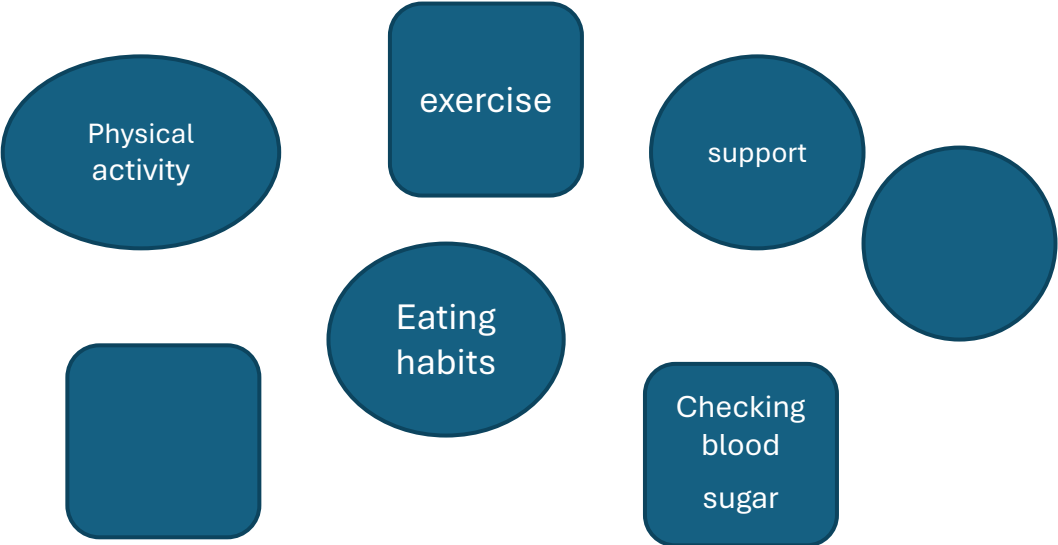 Physical
activity
exercise
support
Eating
habits
Checking
blood
sugar